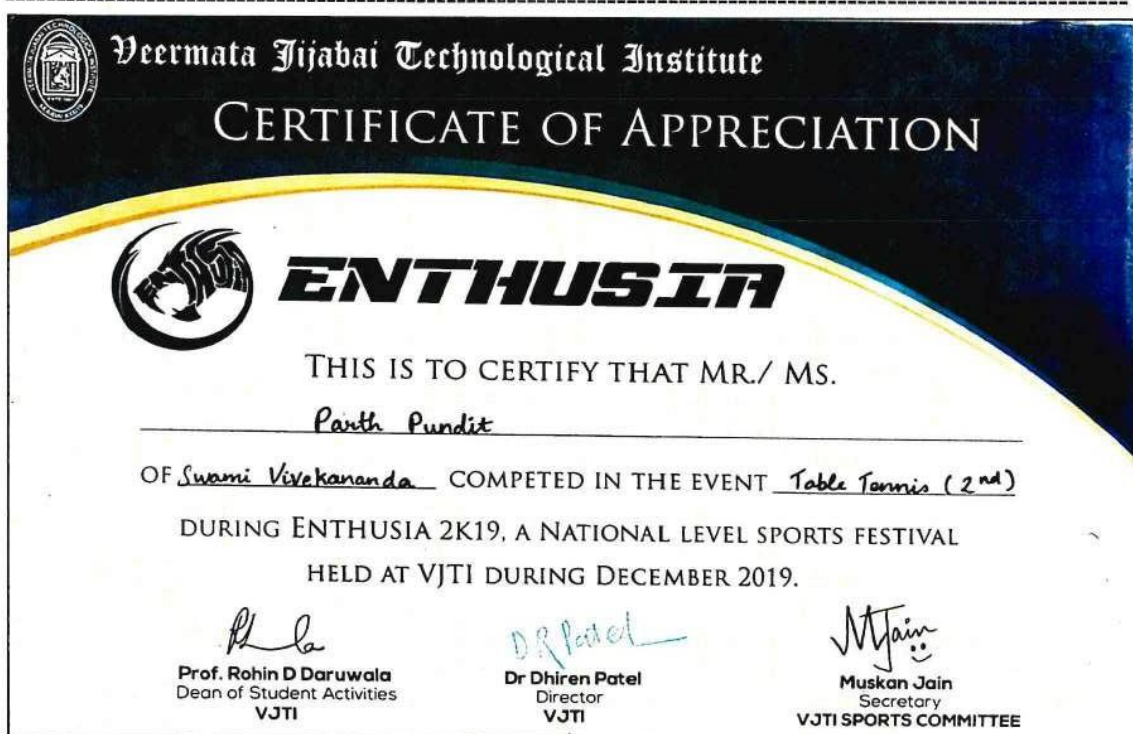 Veermata Jijabai Technological Institute
CERTIFICATE OF APPRECIATION
ENTHUSIA
THIS IS TO CERTIFY THAT MR./ MS.
Parth Pundit
OF Swami Vivekananda COMPETED IN THE EVENT Table Tennis (2nd)
DURING ENTHUSIA 2K19, A NATIONAL LEVEL SPORTS FESTIVAL
HELD AT VJTI DURING DECEMBER 2019.
D R Patel
MJain
Prof. Rohin D Daruwala
Dean of Student Activities
VJTI
Dr Dhiren Patel
Director
VJTI
Muskan Jain
Secretary
VJTI SPORTS COMMITTEE